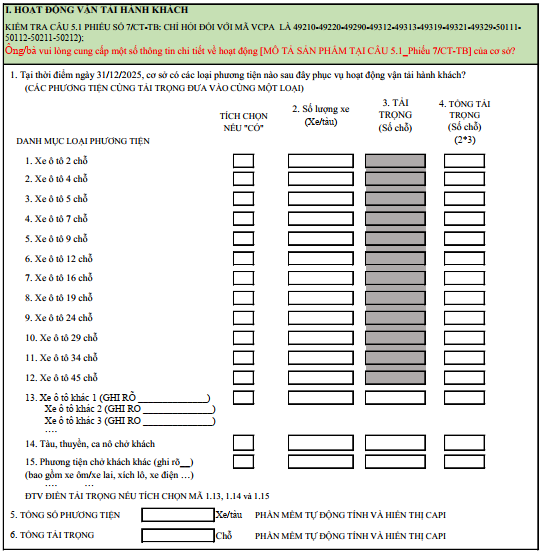 I. HOẠT ĐỘNG VẬN TẢI HÀNH KHÁCH
KIỂM TRA CÂU 5.1 PHIẾU SỐ 7/CT-TB: CHỈ HỎI ĐỐI VỚI MÃ VCPA LÀ 49210-49220-49290-49312-49313-49319-49321-49329-50111-
50112-50211-50212):
Ông/bà vui lòng cung cấp một số thông tin chi tiết về hoạt động [MÔ TẢ SẢN PHẨM TẠI CÂU 5.1_Phiếu 7/CT-TB] của cơ sở?
1. Tại thời điểm ngày 31/12/2025, cơ sở có các loại phương tiện nào sau đây phục vụ hoạt động vận tải hành khách?
(CÁC PHƯƠNG TIỆN CÙNG TẢI TRỌNG ĐƯA VÀO CÙNG MỘT LOẠI)
DANH MỤC LOẠI PHƯƠNG TIỆN
TÍCH CHỌN
NẾU "CÓ"
2. Số lượng xe
(Xe/tàu)
3. TẢI
TRỌNG
(Số chỗ)
4. TỔNG TẢI
TRỌNG
(Số chỗ)
(2*3)
1. Xe ô tô 2 chỗ
2. Xe ô tô 4 chỗ
3. Xe ô tô 5 chỗ
4. Xe ô tô 7 chỗ
5. Xe ô tô 9 chỗ
6. Xe ô tô 12 chỗ
7. Xe ô tô 16 chỗ
8. Xe ô tô 19 chỗ
9. Xe ô tô 24 chỗ
10. Xe ô tô 29 chỗ
11. Xe ô tô 34 chỗ
12. Xe ô tô 45 chỗ
13. Xe ô tô khác 1 (GHI RÕ ______________)
Xe ô tô khác 2 (GHI RO ______________)
Xe ô tô khác 3 (GHI RO ______________)
.... ....
14. Tàu, thuyền, ca nô chở khách
15. Phương tiện chở khách khác (ghi rõ__)
(bao gồm xe ôm/xe lai, xích lô, xe điện …)
.... ....
ĐTV ĐIỀN TẢI TRỌNG NẾU TÍCH CHỌN MÃ 1.13, 1.14 và 1.15
5. TỔNG SỐ PHƯƠNG TIỆN Xe/tàu PHẦN MỀM TỰ ĐỘNG TÍNH VÀ HIỂN THỊ CAPI
6. TỔNG TẢI TRỌNG Chỗ PHẦN MỀM TỰ ĐỘNG TÍNH VÀ HIỂN THỊ CAPI